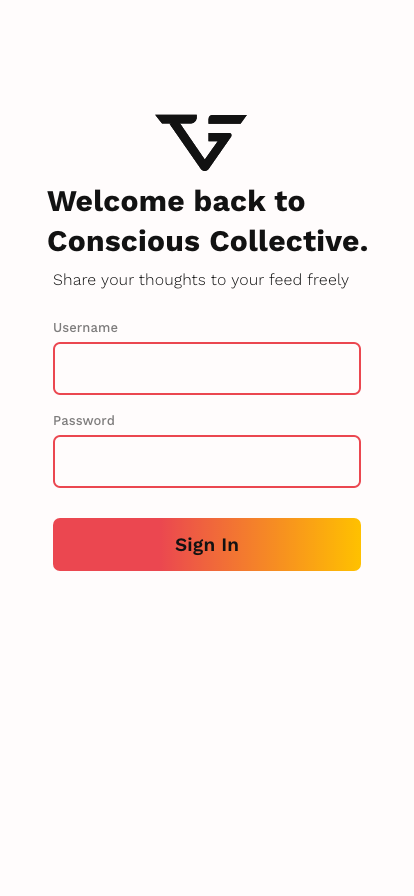 Welcome back to
Conscious Collective.
Share your thoughts to your feed freely
Username
Password
Sign In